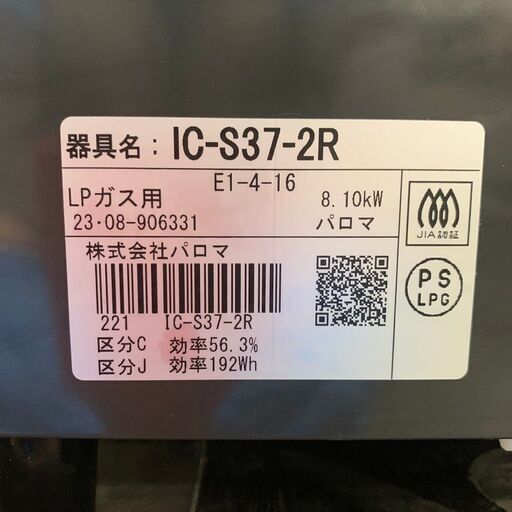 器具名：IC-S37-2R
E1-4-16
LPガス用 8.10kW
23・08-906331 パロマ
JIA認証
株式会社パロマ
PS
LPG
221 IC-S37-2R
区分C 効率56.3%
区分J 効率192Wh